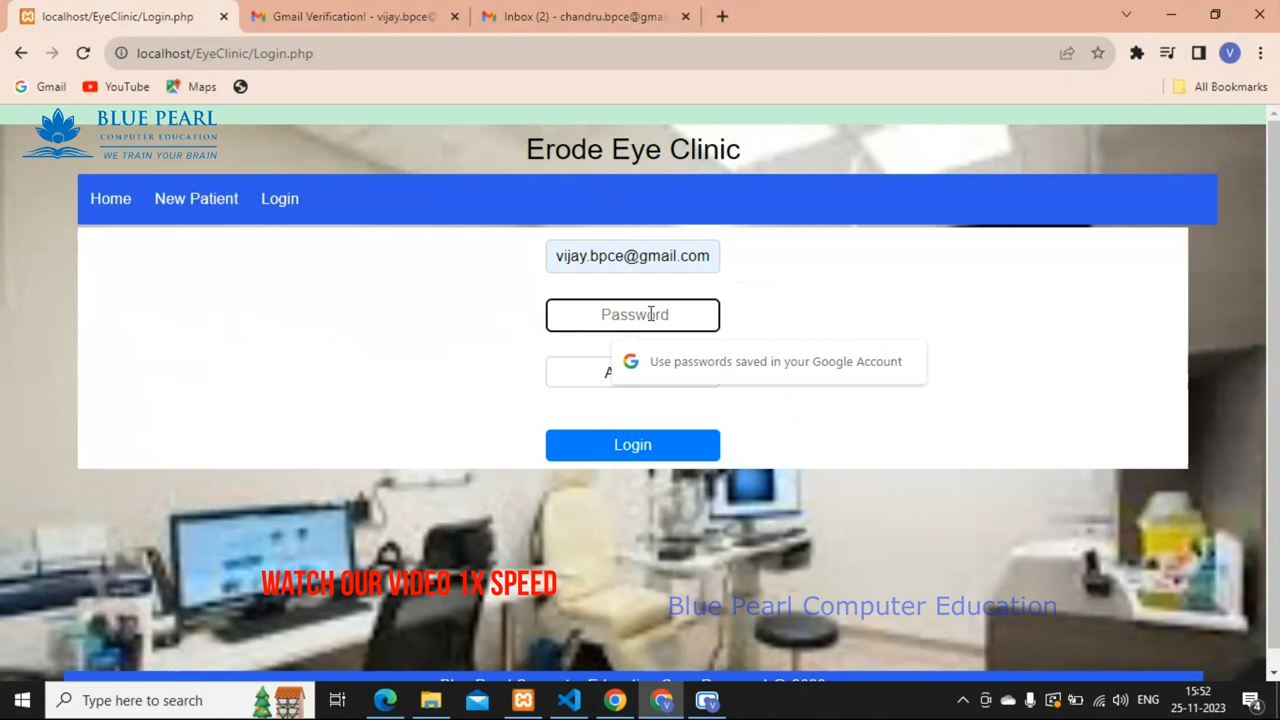 localhost/EyeClinic/Login.php
Gmail Verification! - vijay.bpce@
Inbox (2) - chandru.bpce@gmai
localhost/EyeClinic/Login.php
V
Gmail
YouTube
Maps
All Bookmarks
BLUE PEARL
COMPUTER EDUCATION
WE TRAIN YOUR BRAIN
Erode Eye Clinic
Home
New Patient
Login
vijay.bpce@gmail.com
Password
Use passwords saved in your Google Account
A
Login
WATCH OUR VIDEO 1X SPEED
Blue Pearl Computer Education
Type here to search
V
ENG
15:52
25-11-2023
4